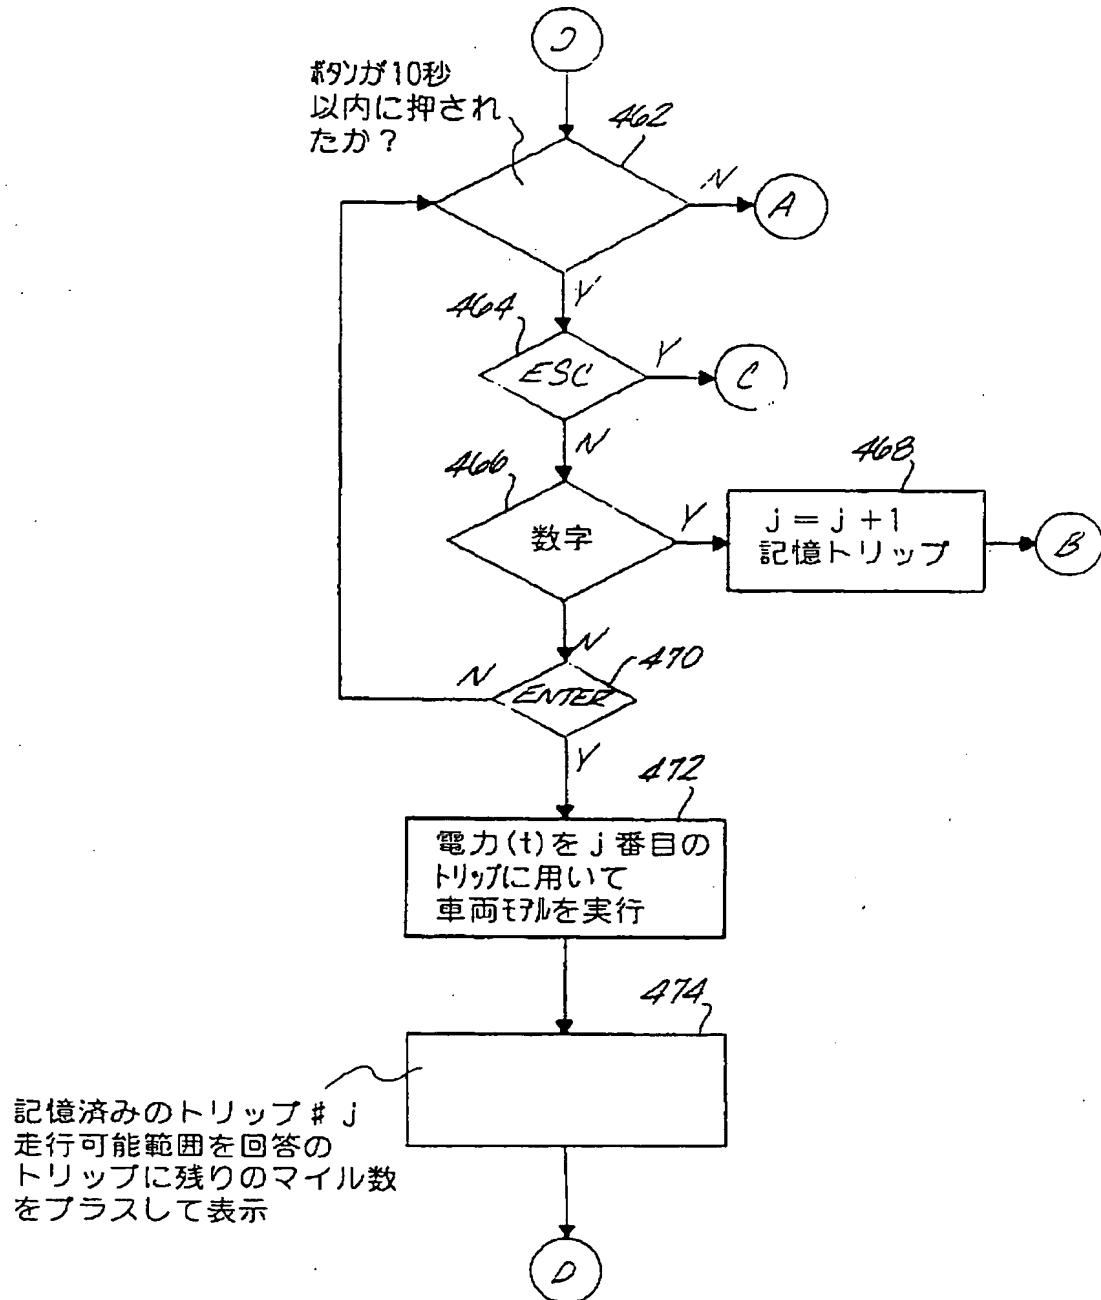 J
ボタンが10秒
以内に押され
たか？
462
N
A
Y
464
ESC
Y
C
N
466
数字
Y
468
j＝j＋1
記憶トリップ
B
N
N
470
ENTER
Y
472
電力(t)をj番目の
トリップに用いて
車両モデルを実行
474
記憶済みのトリップ＃j
走行可能範囲を回答の
トリップに残りのマイル数
をプラスして表示
D